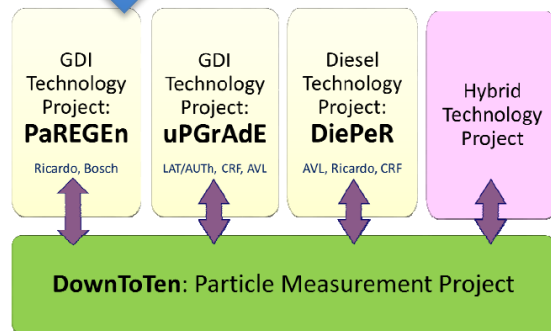 GDI
Technology
Project:
PaREGEn
Ricardo, Bosch
GDI
Technology
Project:
uPGrAdE
LAT/AUTh, CRF, AVL
Diesel
Technology
Project:
DiePeR
AVL, Ricardo, CRF
Hybrid
Technology
Project
DownToTen: Particle Measurement Project